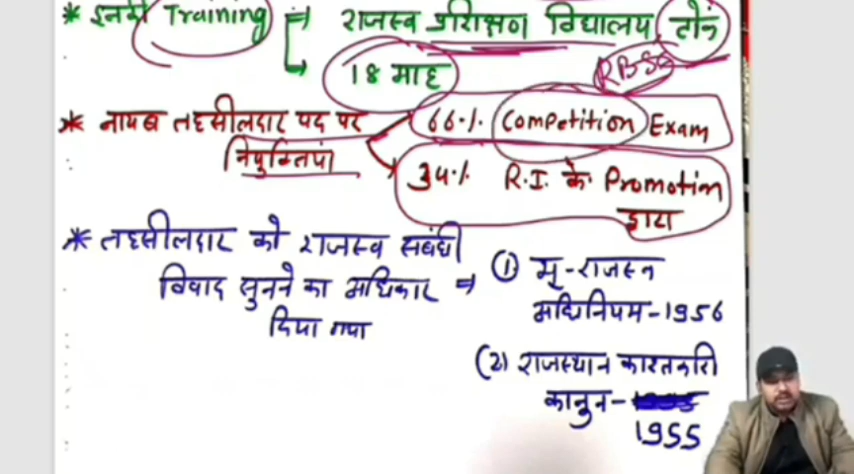 * इनकी Training ⇒ राजस्व प्रशिक्षण विद्यालय टोंक
→ 18 माह
RBSE
* नायब तहसीलदार पद पर नियुक्तियां
66% Competition Exam
34% R.I. के Promotion द्वारा
* तहसीलदार को राजस्व संबंधी
विवाद सुनने का अधिकार ⇒
दिया गया
(1) भू-राजस्व
अधिनियम-1956
(2) राजस्थान काश्तकारी
कानून-
1955